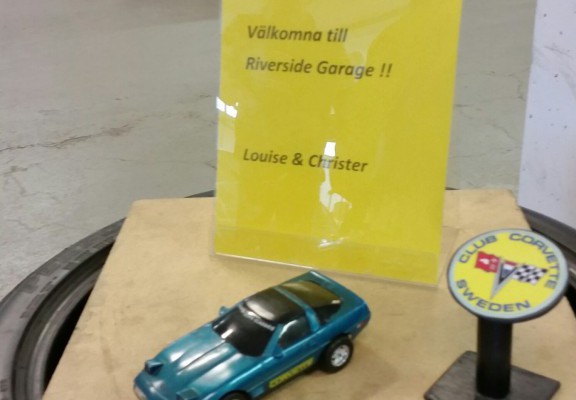 Välkomna till
Riverside Garage !!
Louise & Christer
CLUB CORVETTE
SWEDEN